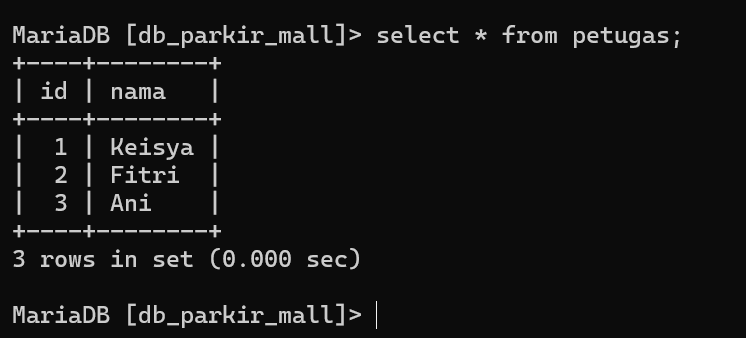 MariaDB [db_parkir_mall]> select * from petugas;
+----+--------+
| id | nama   |
+----+--------+
|  1 | Keisya |
|  2 | Fitri  |
|  3 | Ani    |
+----+--------+
3 rows in set (0.000 sec)
MariaDB [db_parkir_mall]>